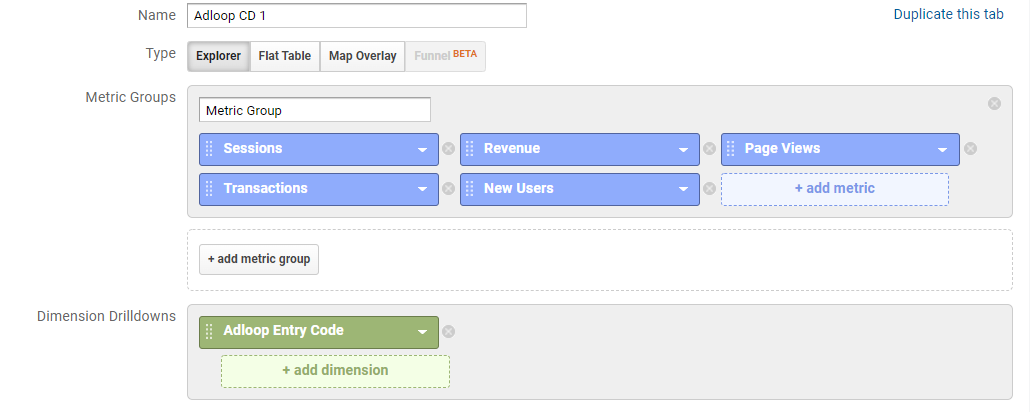 Name Adloop CD 1 Duplicate this tab
Type Explorer Flat Table Map Overlay Funnel BETA
Metric Groups
Metric Group
Sessions Revenue Page Views
Transactions New Users + add metric
+ add metric group
Dimension Drilldowns
Adloop Entry Code
+ add dimension